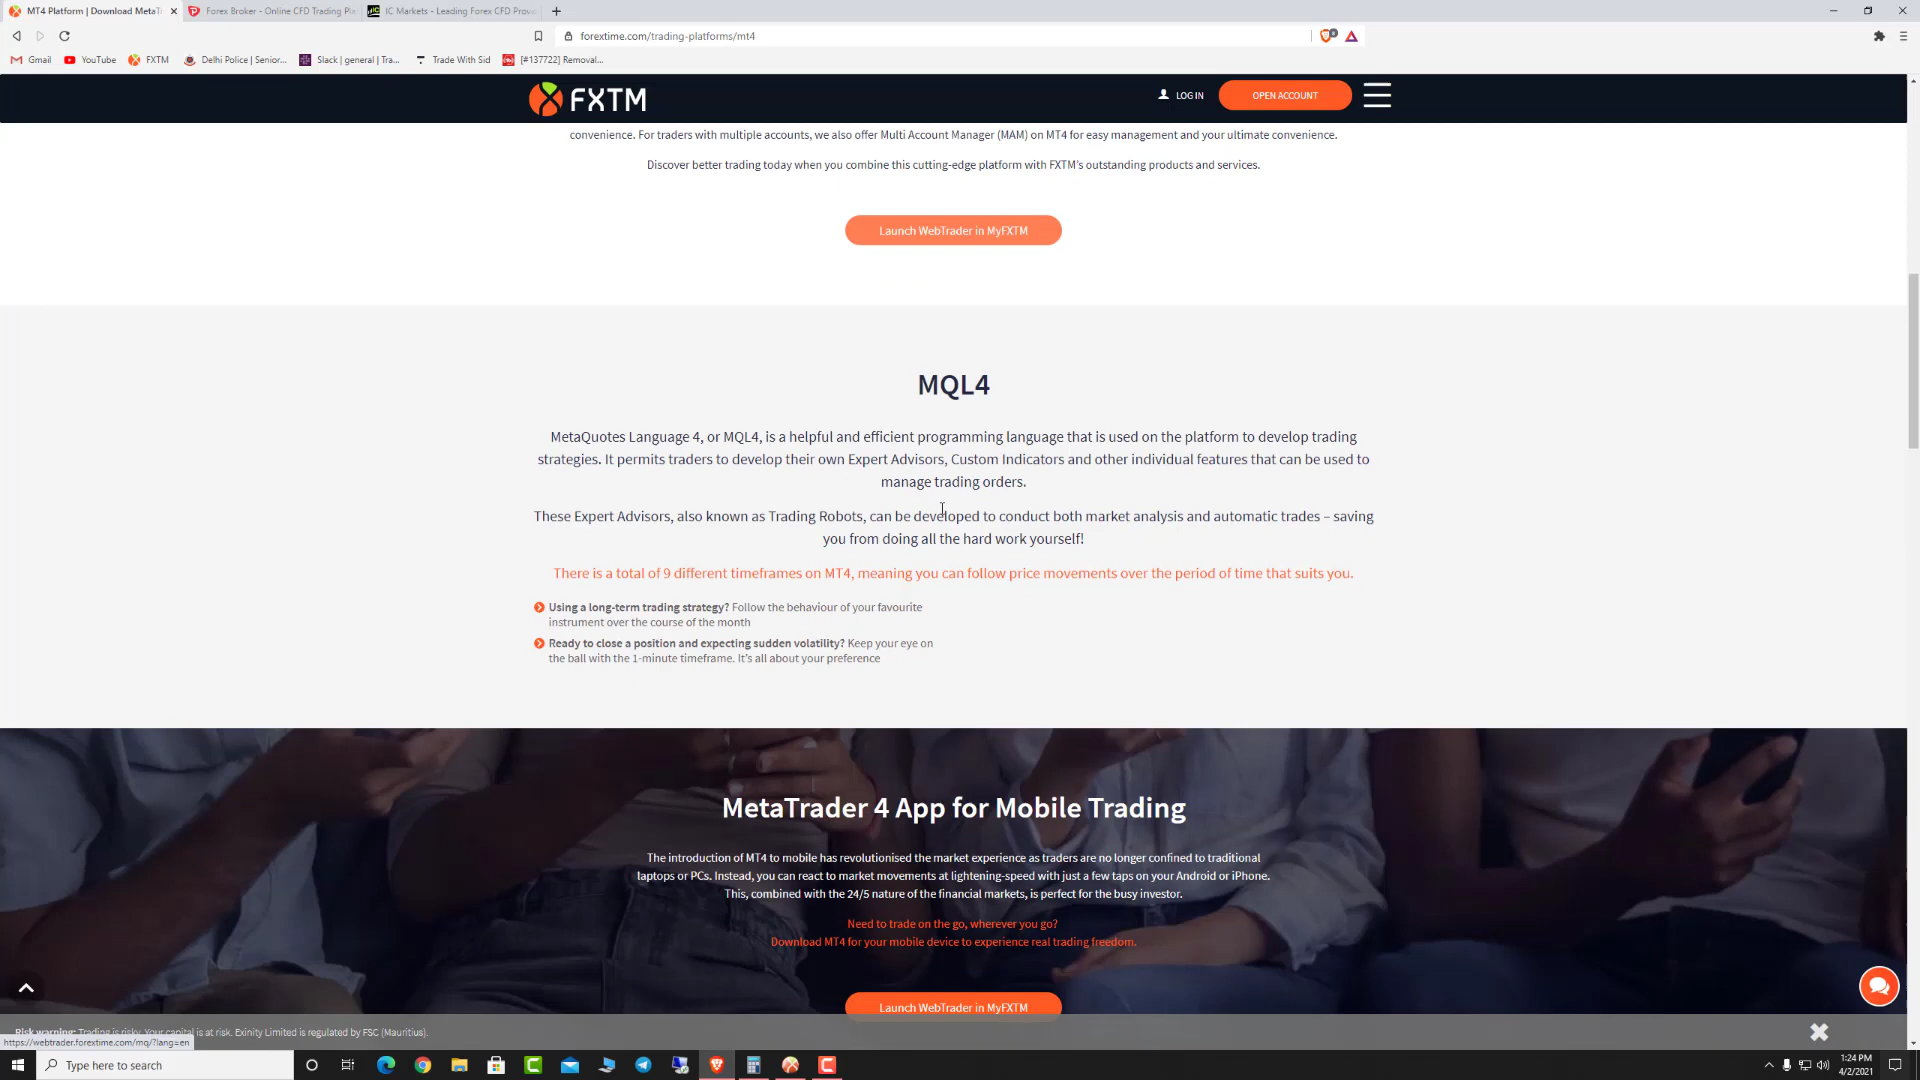 MT4 Platform | Download MetaT
Forex Broker - Online CFD Trading Pla
IC Markets - Leading Forex CFD Provi
forextime.com/trading-platforms/mt4
Gmail
YouTube
FXTM
Delhi Police | Senior...
Slack | general | Tra...
Trade With Sid
[#137722] Removal...
FXTM
LOG IN
OPEN ACCOUNT
convenience. For traders with multiple accounts, we also offer Multi Account Manager (MAM) on MT4 for easy management and your ultimate convenience.
Discover better trading today when you combine this cutting-edge platform with FXTM's outstanding products and services.
Launch WebTrader in MyFXTM
MQL4
MetaQuotes Language 4, or MQL4, is a helpful and efficient programming language that is used on the platform to develop trading
strategies. It permits traders to develop their own Expert Advisors, Custom Indicators and other individual features that can be used to
manage trading orders.
These Expert Advisors, also known as Trading Robots, can be developed to conduct both market analysis and automatic trades – saving
you from doing all the hard work yourself!
There is a total of 9 different timeframes on MT4, meaning you can follow price movements over the period of time that suits you.
Using a long-term trading strategy? Follow the behaviour of your favourite
instrument over the course of the month
Ready to close a position and expecting sudden volatility? Keep your eye on
the ball with the 1-minute timeframe. It's all about your preference
MetaTrader 4 App for Mobile Trading
The introduction of MT4 to mobile has revolutionised the market experience as traders are no longer confined to traditional
laptops or PCs. Instead, you can react to market movements at lightening-speed with just a few taps on your Android or iPhone.
This, combined with the 24/5 nature of the financial markets, is perfect for the busy investor.
Need to trade on the go, wherever you go?
Download MT4 for your mobile device to experience real trading freedom.
Launch WebTrader in MyFXTM
Risk warning: Trading is risky. Your capital is at risk. Exinity Limited is regulated by FSC (Mauritius).
https://webtrader.forextime.com/mq/?lang=en
Type here to search
1:24 PM
4/2/2021